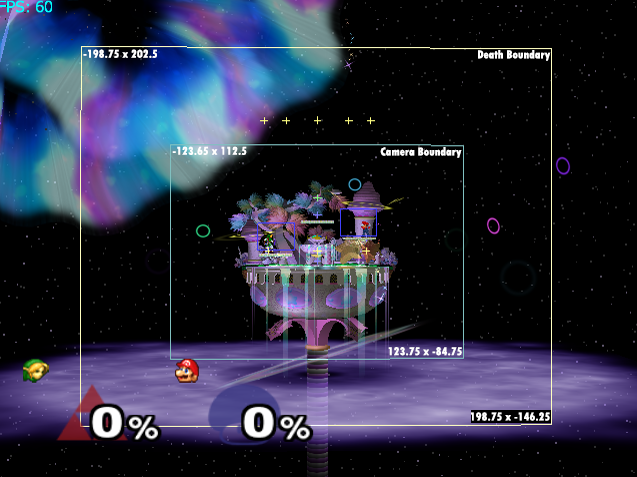 FPS: 60
-198.75 x 202.5 Death Boundary
-123.65 x 112.5 Camera Boundary
123.75 x -84.75
198.75 x -146.25
0% 0%